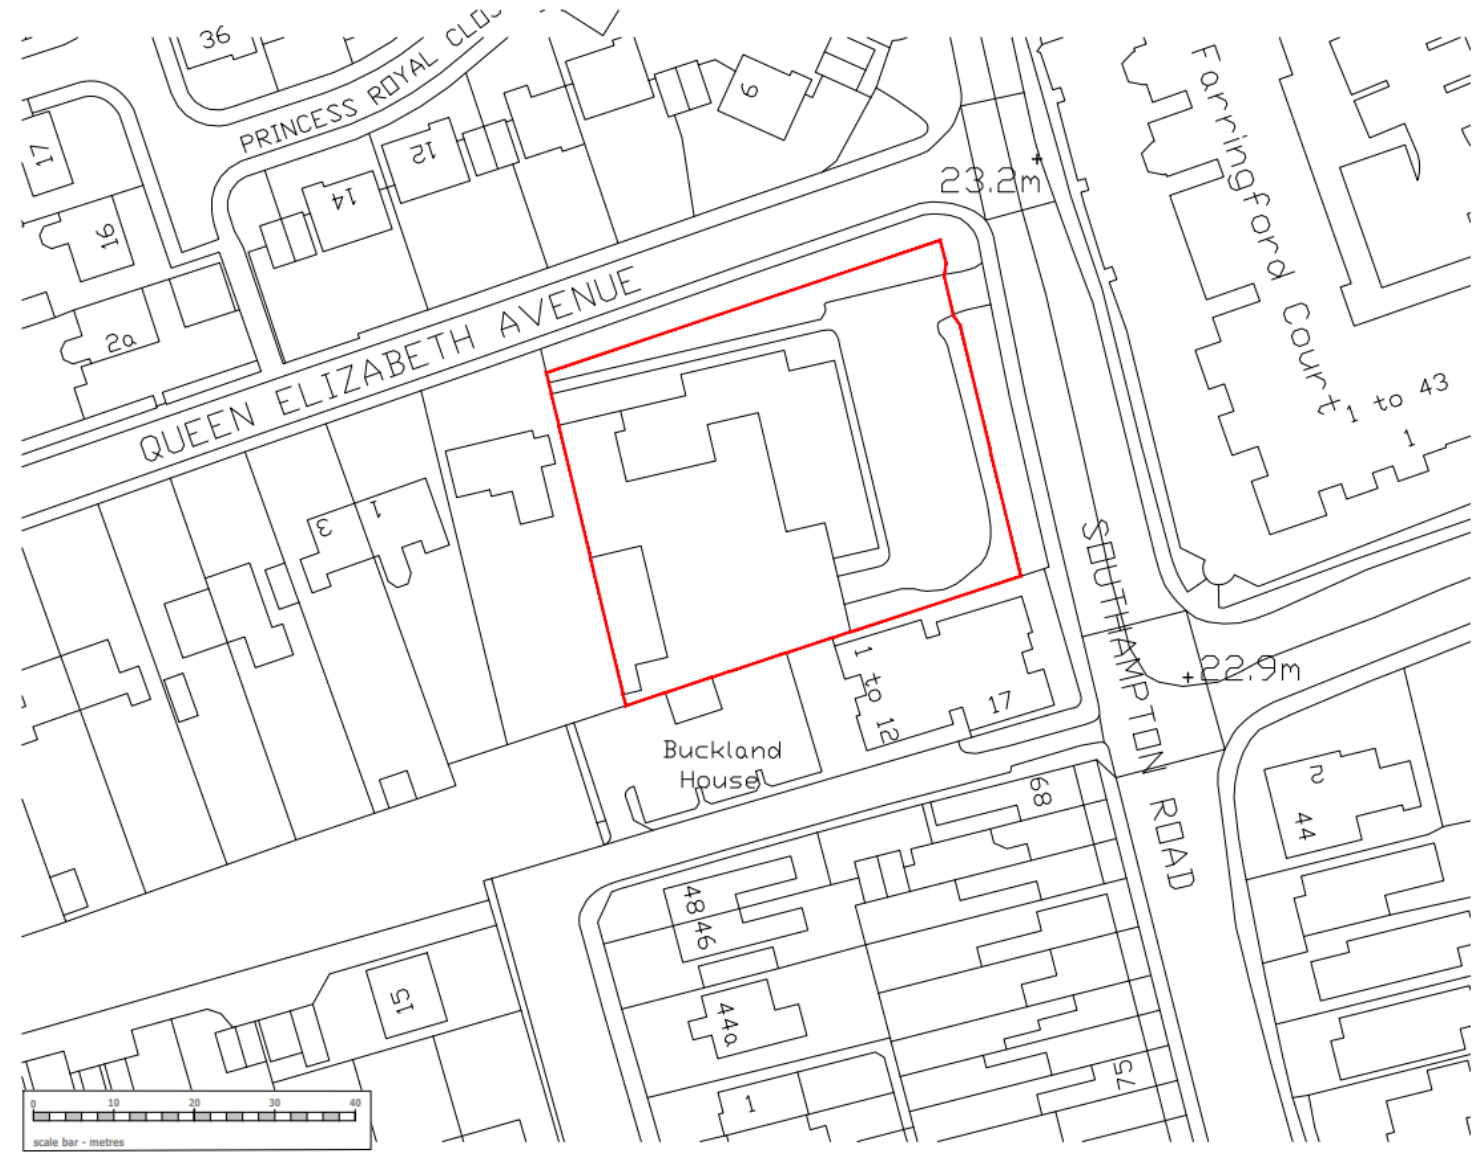 36
PRINCESS ROYAL CLOS
9
17
12
14
16
23.2m
Farringford Court
2a
QUEEN ELIZABETH AVENUE
1 to 43
1
3
1
SOUTHAMPTON ROAD
1 to 12
17
22.9m
Buckland
House
68
2
44
48
46
15
44a
57
1
0 10 20 30 40
scale bar - metres